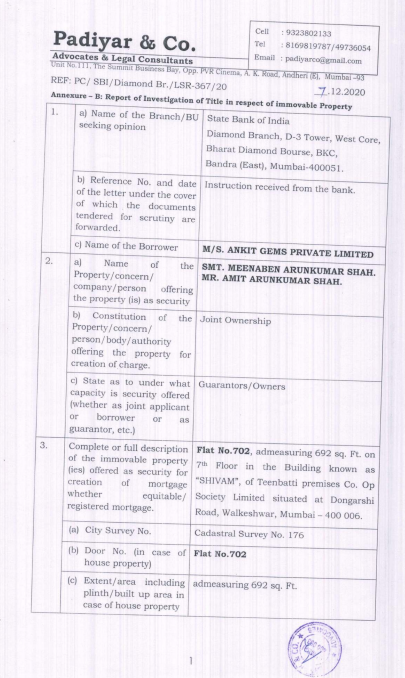 Padiyar & Co.
Advocates & Legal Consultants
Cell : 9323802133
Tel : 8169819787/49736054
Email : padiyarco@gmail.com
Unit No.111, The Summit Business Bay, Opp. PVR Cinema, A. K. Road, Andheri (E), Mumbai -93
REF: PC/ SBI/Diamond Br./LSR-367/20
7.12.2020
Annexure – B: Report of Investigation of Title in respect of immovable Property
1.
a) Name of the Branch/BU
seeking opinion
State Bank of India
Diamond Branch, D-3 Tower, West Core,
Bharat Diamond Bourse, BKC,
Bandra (East), Mumbai-400051.
b) Reference No. and date
of the letter under the cover
of which the documents
tendered for scrutiny are
forwarded.
Instruction received from the bank.
c) Name of the Borrower
M/S. ANKIT GEMS PRIVATE LIMITED
2.
a) Name of the
Property/concern/
company/person offering
the property (is) as security
SMT. MEENABEN ARUNKUMAR SHAH.
MR. AMIT ARUNKUMAR SHAH.
b) Constitution of the
Property/concern/
person/body/authority
offering the property for
creation of charge.
Joint Ownership
c) State as to under what
capacity is security offered
(whether as joint applicant
or borrower or as
guarantor, etc.)
Guarantors/Owners
3.
Complete or full description
of the immovable property
(ies) offered as security for
creation of mortgage
whether equitable/
registered mortgage.
Flat No.702, admeasuring 692 sq. Ft. on
7th Floor in the Building known as
"SHIVAM", of Teenbatti premises Co. Op
Society Limited situated at Dongarshi
Road, Walkeshwar, Mumbai – 400 006.
(a) City Survey No.
Cadastral Survey No. 176
(b) Door No. (in case of
house property)
Flat No.702
(c) Extent/area including
plinth/built up area in
case of house property
admeasuring 692 sq. Ft.
1